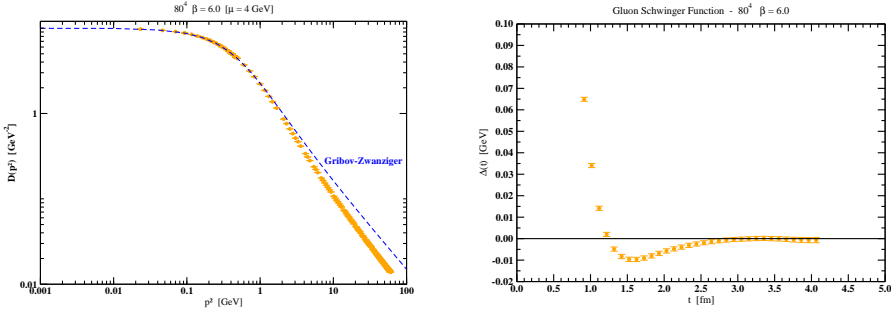 80⁴ β = 6.0 [μ = 4 GeV]
D(p²) [GeV⁻²]
1
0.01
Gribov-Zwanziger
0.001 0.01 0.1 1 10 100
p² [GeV]
Gluon Schwinger Function - 80⁴ β = 6.0
Δ(t) [GeV]
0.10
0.09
0.08
0.07
0.06
0.05
0.04
0.03
0.02
0.01
0.00
-0.01
-0.02
0.0 0.5 1.0 1.5 2.0 2.5 3.0 3.5 4.0 4.5 5.0
t [fm]